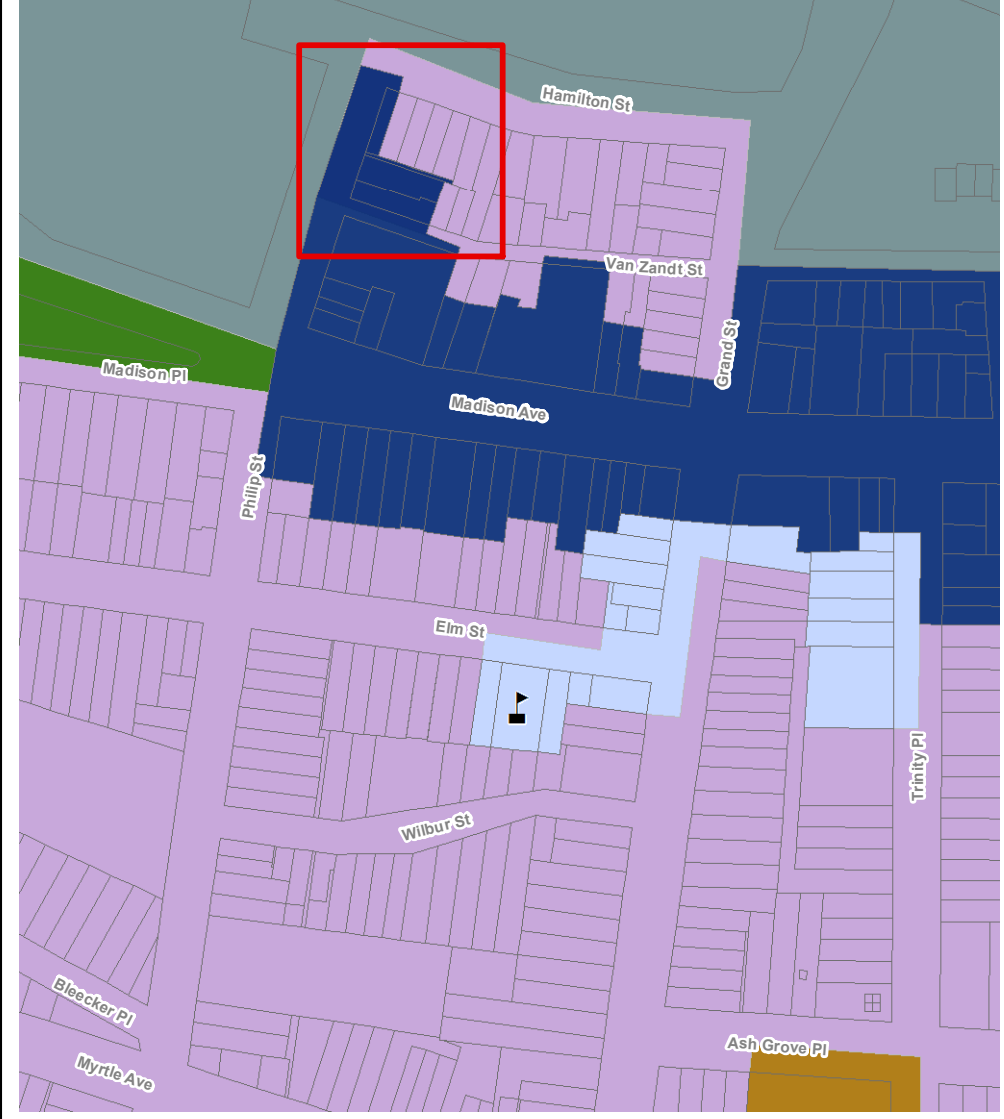 Hamilton St
Van Zandt St
Grand St
Madison Pl
Madison Ave
Philip St
Elm St
Trinity Pl
Wilbur St
Bleecker Pl
Ash Grove Pl
Myrtle Ave